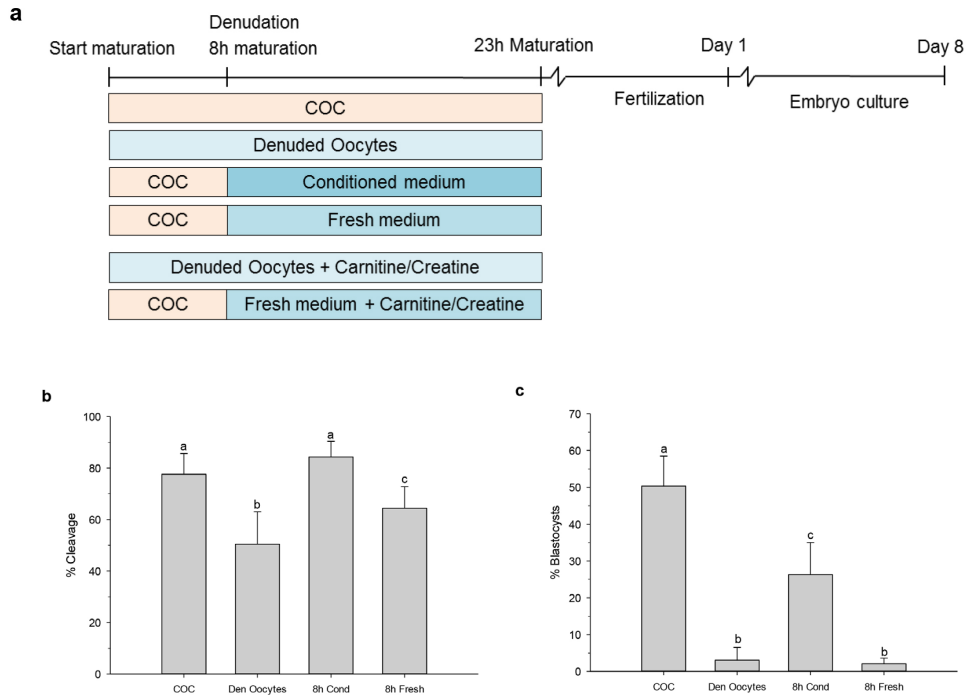 a
Denudation
Start maturation 8h maturation 23h Maturation Day 1 Day 8
Fertilization Embryo culture
COC
Denuded Oocytes
COC Conditioned medium
COC Fresh medium
Denuded Oocytes + Carnitine/Creatine
COC Fresh medium + Carnitine/Creatine
b
% Cleavage
100
80
60
40
20
0
a
b
a
c
COC Den Oocytes 8h Cond 8h Fresh
c
% Blastocysts
70
60
50
40
30
20
10
0
a
b
c
b
COC Den Oocytes 8h Cond 8h Fresh